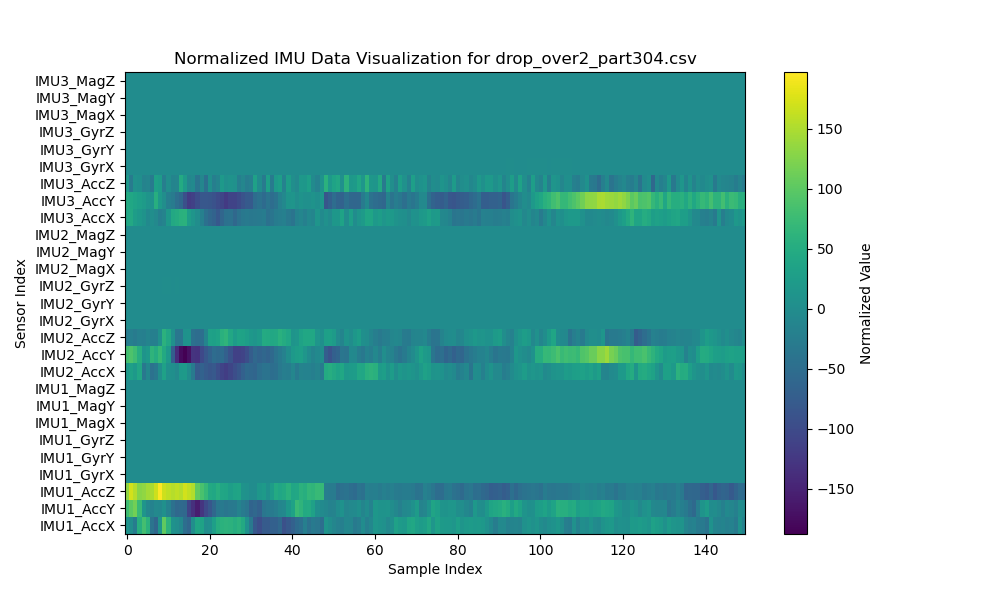 Normalized IMU Data Visualization for drop_over2_part304.csv
IMU3_MagZ
IMU3_MagY
IMU3_MagX
IMU3_GyrZ
IMU3_GyrY
IMU3_GyrX
IMU3_AccZ
IMU3_AccY
IMU3_AccX
IMU2_MagZ
IMU2_MagY
IMU2_MagX
IMU2_GyrZ
IMU2_GyrY
IMU2_GyrX
IMU2_AccZ
IMU2_AccY
IMU2_AccX
IMU1_MagZ
IMU1_MagY
IMU1_MagX
IMU1_GyrZ
IMU1_GyrY
IMU1_GyrX
IMU1_AccZ
IMU1_AccY
IMU1_AccX
Sensor Index
0 20 40 60 80 100 120 140
Sample Index
150
100
50
0
−50
−100
−150
Normalized Value